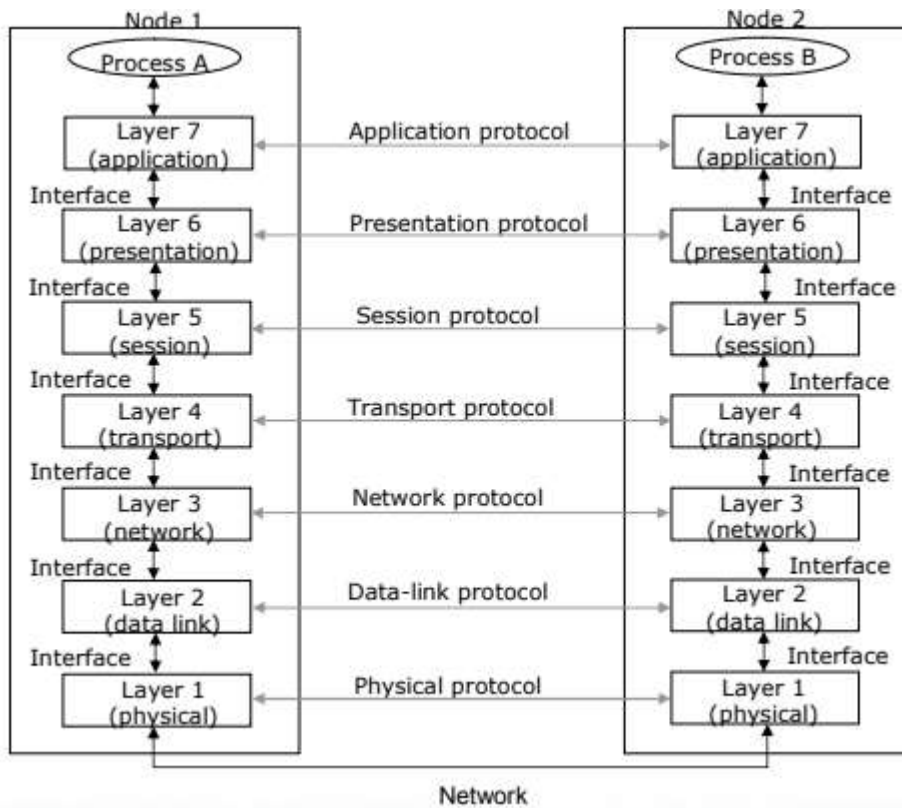 Node 1
Node 2
Process A
Process B
Layer 7
(application)
Application protocol
Layer 7
(application)
Interface
Interface
Layer 6
(presentation)
Presentation protocol
Layer 6
(presentation)
Interface
Interface
Layer 5
(session)
Session protocol
Layer 5
(session)
Interface
Interface
Layer 4
(transport)
Transport protocol
Layer 4
(transport)
Interface
Interface
Layer 3
(network)
Network protocol
Layer 3
(network)
Interface
Interface
Layer 2
(data link)
Data-link protocol
Layer 2
(data link)
Interface
Interface
Layer 1
(physical)
Physical protocol
Layer 1
(physical)
Network